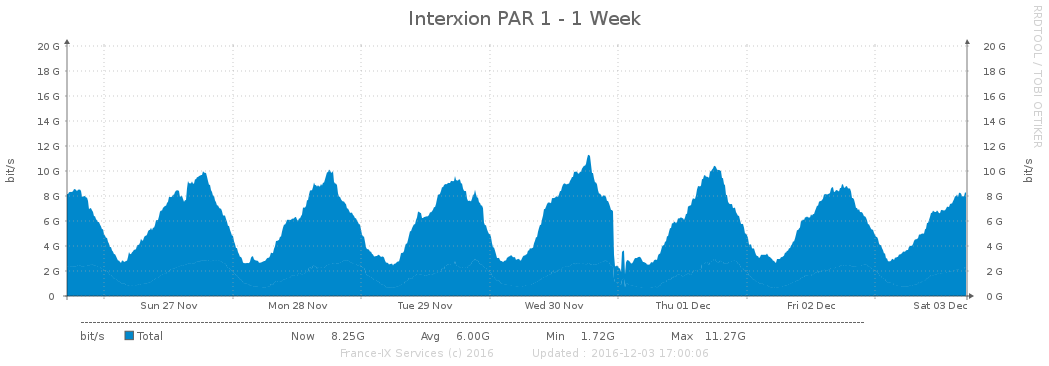 Interxion PAR 1 - 1 Week
RRDTOOL / TOBI OETIKER
bit/s
20 G
18 G
16 G
14 G
12 G
10 G
8 G
6 G
4 G
2 G
0
20 G
18 G
16 G
14 G
12 G
10 G
8 G
6 G
4 G
2 G
0 G
bit/s
Sun 27 Nov Mon 28 Nov Tue 29 Nov Wed 30 Nov Thu 01 Dec Fri 02 Dec Sat 03 Dec
bit/s Total Now 8.25G Avg 6.00G Min 1.72G Max 11.27G
France-IX Services (c) 2016 Updated : 2016-12-03 17:00:06